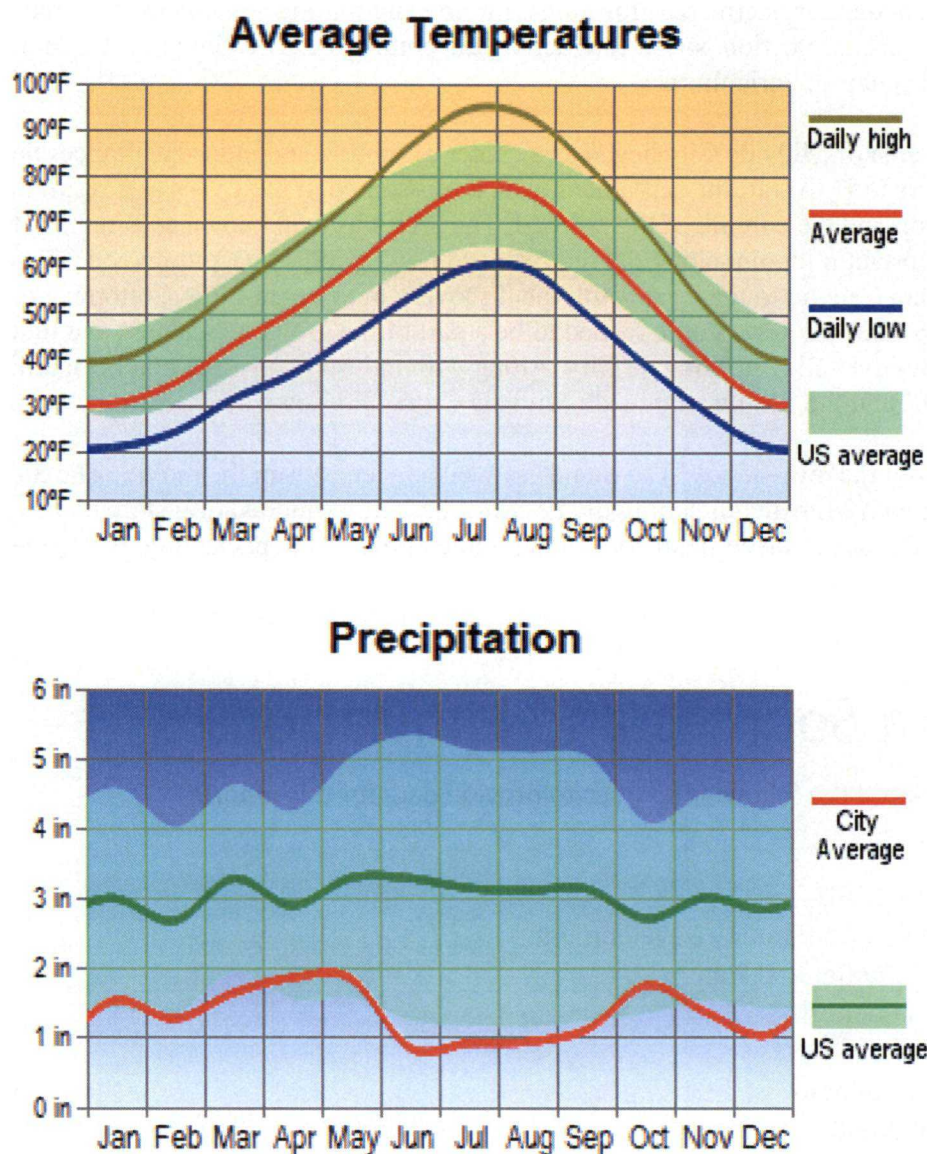 Average Temperatures
100ºF
90ºF
80ºF
70ºF
60ºF
50ºF
40ºF
30ºF
20ºF
10ºF
Jan Feb Mar Apr May Jun Jul Aug Sep Oct Nov Dec
Daily high
Average
Daily low
US average
Precipitation
6 in
5 in
4 in
3 in
2 in
1 in
0 in
Jan Feb Mar Apr May Jun Jul Aug Sep Oct Nov Dec
City
Average
US average